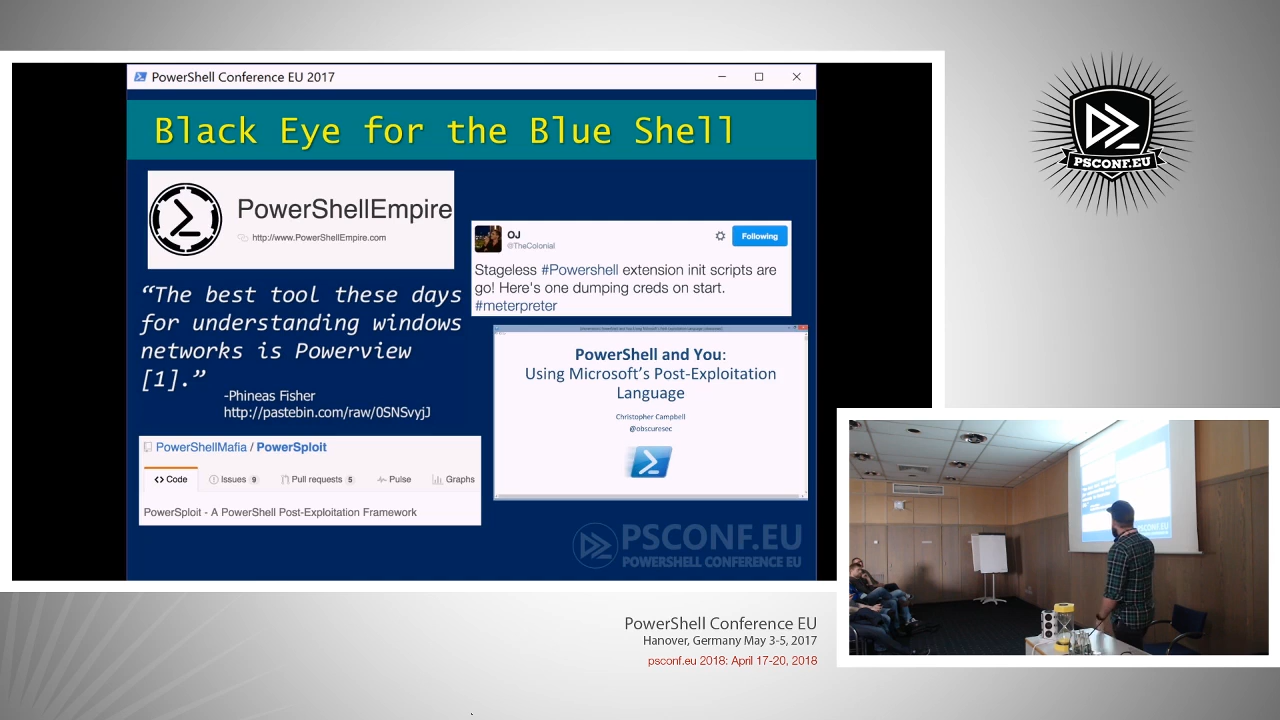 PowerShell Conference EU 2017
Black Eye for the Blue Shell
PowerShellEmpire
http://www.PowerShellEmpire.com
“The best tool these days
for understanding windows
networks is Powerview
[1].”
-Phineas Fisher
http://pastebin.com/raw/0SNSvyjJ
PowerShellMafia / PowerSploit
Code
Issues 9
Pull requests 5
Pulse
Graphs
PowerSploit - A PowerShell Post-Exploitation Framework
OJ
@TheColonial
Following
Stageless #Powershell extension init scripts are
go! Here's one dumping creds on start.
#meterpreter
PowerShell and You:
Using Microsoft's Post-Exploitation
Language
Christopher Campbell
@obscuresec
PSCONF.EU
POWERSHELL CONFERENCE EU
PSCONF.EU
PowerShell Conference EU
Hanover, Germany May 3-5, 2017
psconf.eu 2018: April 17-20, 2018